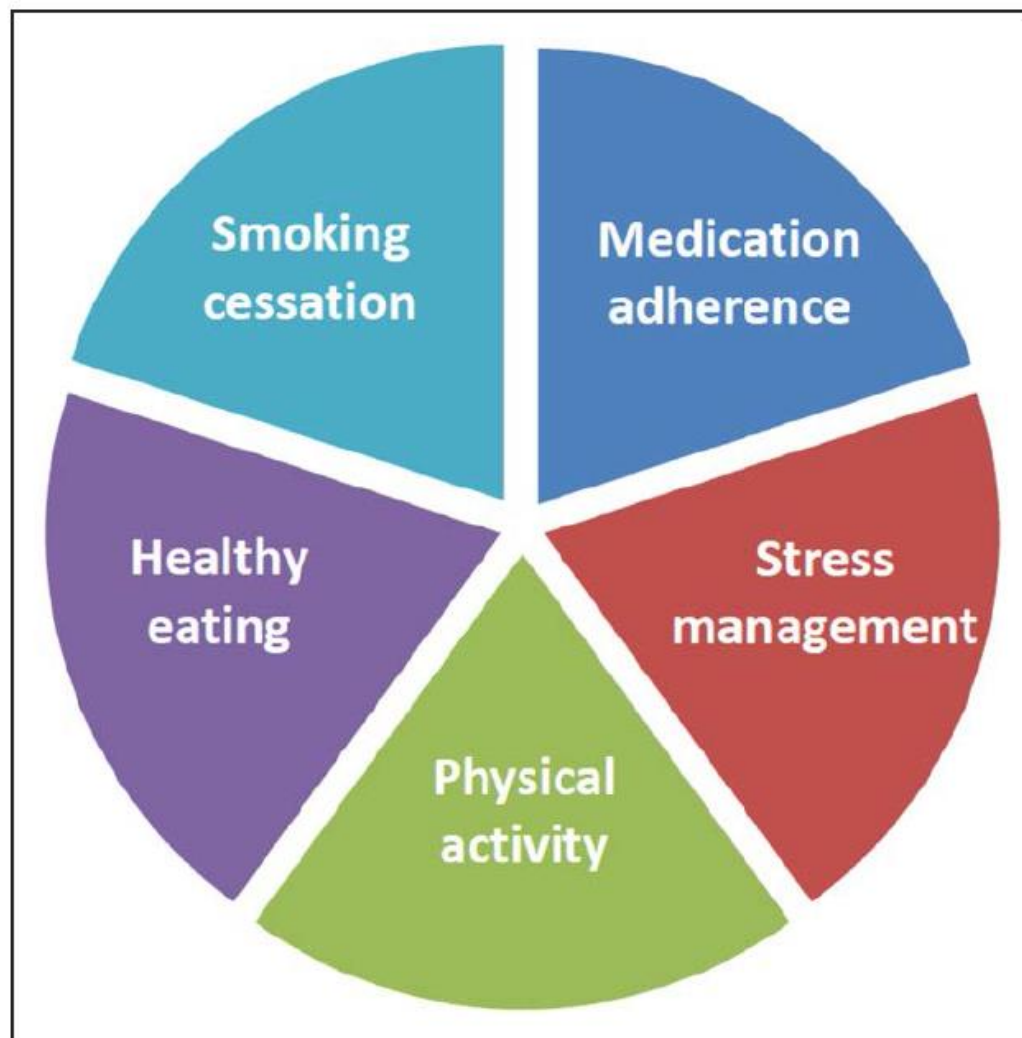 Smoking
cessation
Medication
adherence
Healthy
eating
Stress
management
Physical
activity